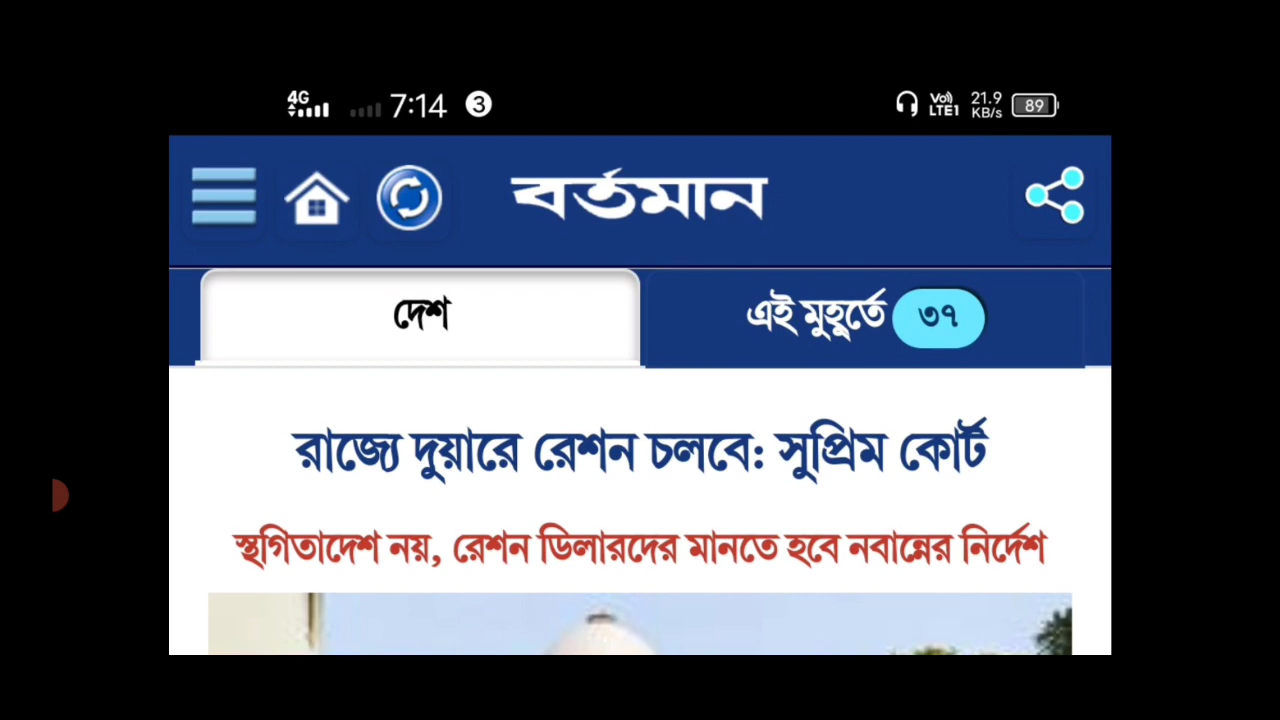 4G 7:14 3 Vo) LTE1 21.9 KB/s 89
বর্তমান
দেশ এই মুহূর্তে ৩৭
রাজ্যে দুয়ারে রেশন চলবে: সুপ্রিম কোর্ট
স্থগিতাদেশ নয়, রেশন ডিলারদের মানতে হবে নবান্নের নির্দেশ